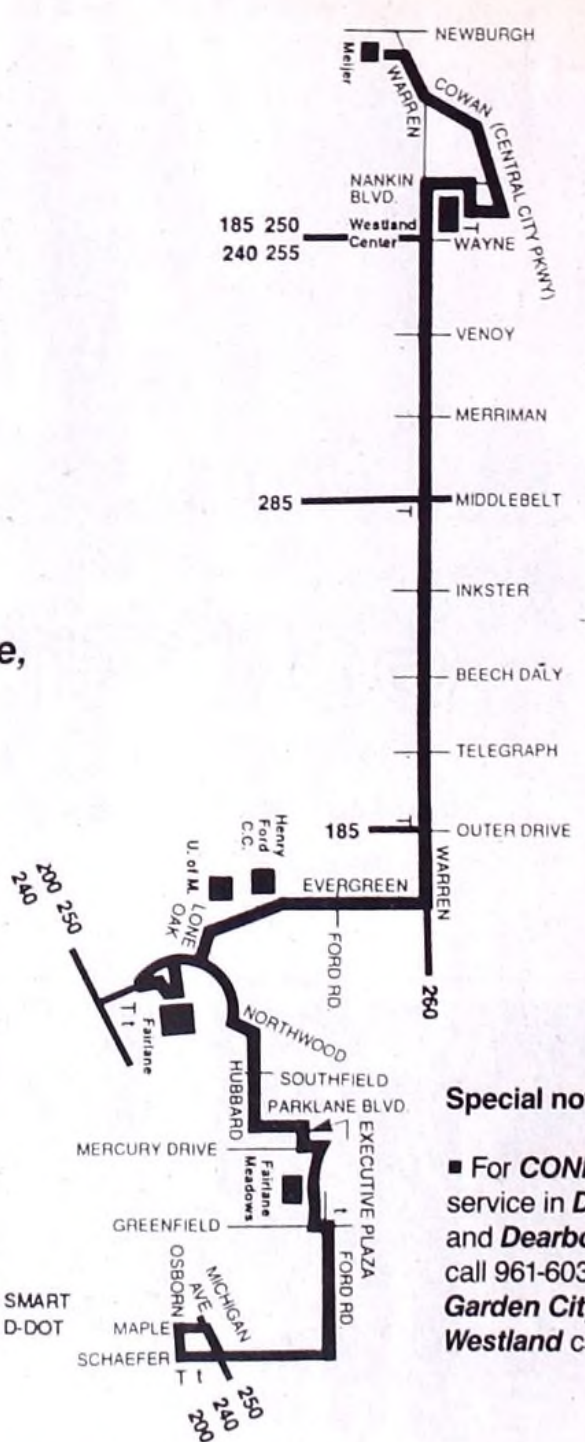 NEWBURGH
Meijer
WARREN
COWAN (CENTRAL CITY PKWY)
NANKIN
BLVD.
185 250
240 255
Westland
Center
T
WAYNE
VENOY
MERRIMAN
285
MIDDLEBELT
T
INKSTER
BEECH DALY
e,
TELEGRAPH
185
T
OUTER DRIVE
WARREN
Henry
Ford
C.C.
U. of M.
EVERGREEN
LONE
OAK
FORD RD.
260
200 250
240
T t
Fairlane
NORTHWOOD
HUBBARD
SOUTHFIELD
PARKLANE BLVD.
MERCURY DRIVE
EXECUTIVE PLAZA
Fairlane
Meadows
t
GREENFIELD
FORD RD.
OSBORN
MICHIGAN
AVE
SMART
D-DOT
MAPLE
SCHAEFER
T t
250
240
200
Special no
■ For CON
service in D
and Dearbo
call 961-603
Garden Cit
Westland c